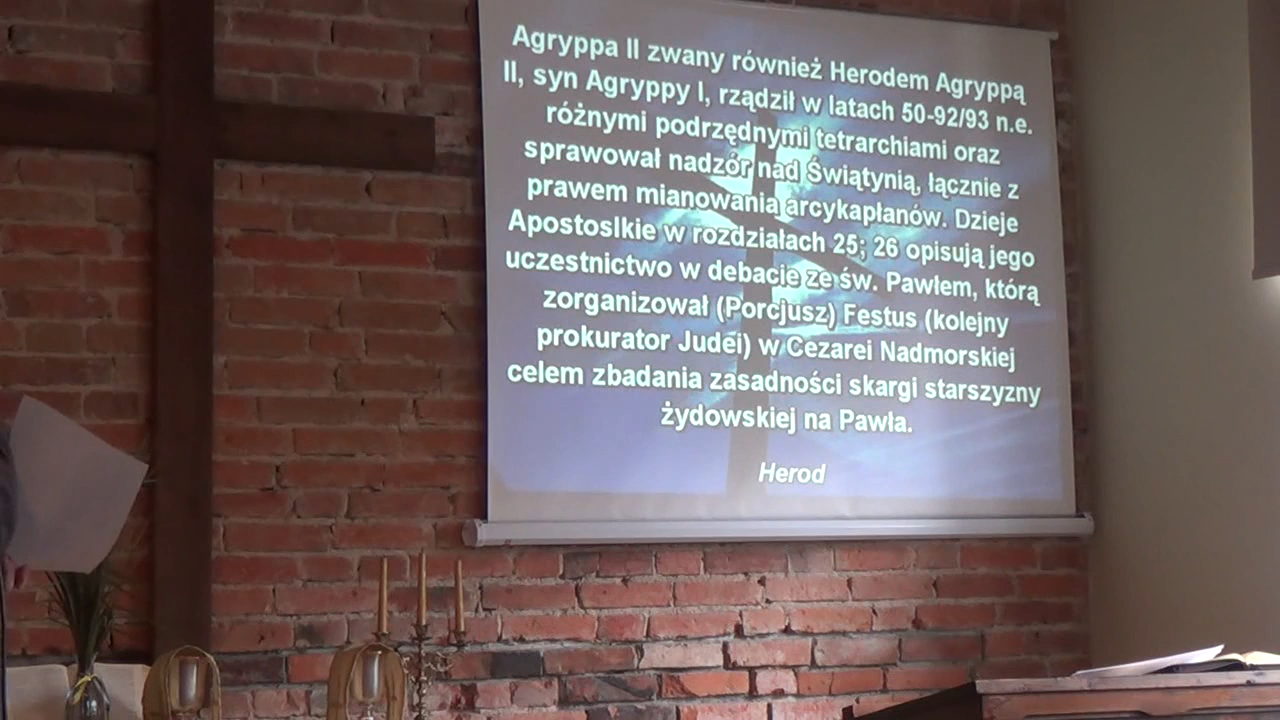 Agryppa II zwany również Herodem Agryppą
II, syn Agryppy I, rządził w latach 50-92/93 n.e.
różnymi podrzędnymi tetrarchiami oraz
sprawował nadzór nad Świątynią, łącznie z
prawem mianowania arcykapłanów. Dzieje
Apostoslkie w rozdziałach 25; 26 opisują jego
uczestnictwo w debacie ze św. Pawłem, którą
zorganizował (Porcjusz) Festus (kolejny
prokurator Judei) w Cezarei Nadmorskiej
celem zbadania zasadności skargi starszyzny
żydowskiej na Pawła.
Herod